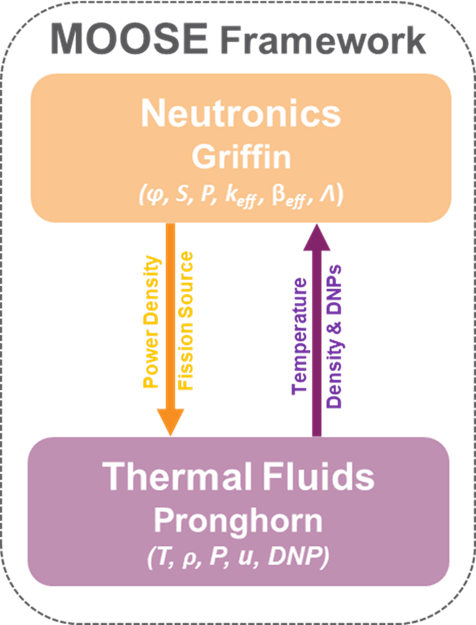 MOOSE Framework
Neutronics
Griffin
(φ, S, P, keff, βeff, Λ)
Power Density
Fission Source
Temperature
Density & DNPs
Thermal Fluids
Pronghorn
(T, ρ, P, u, DNP)